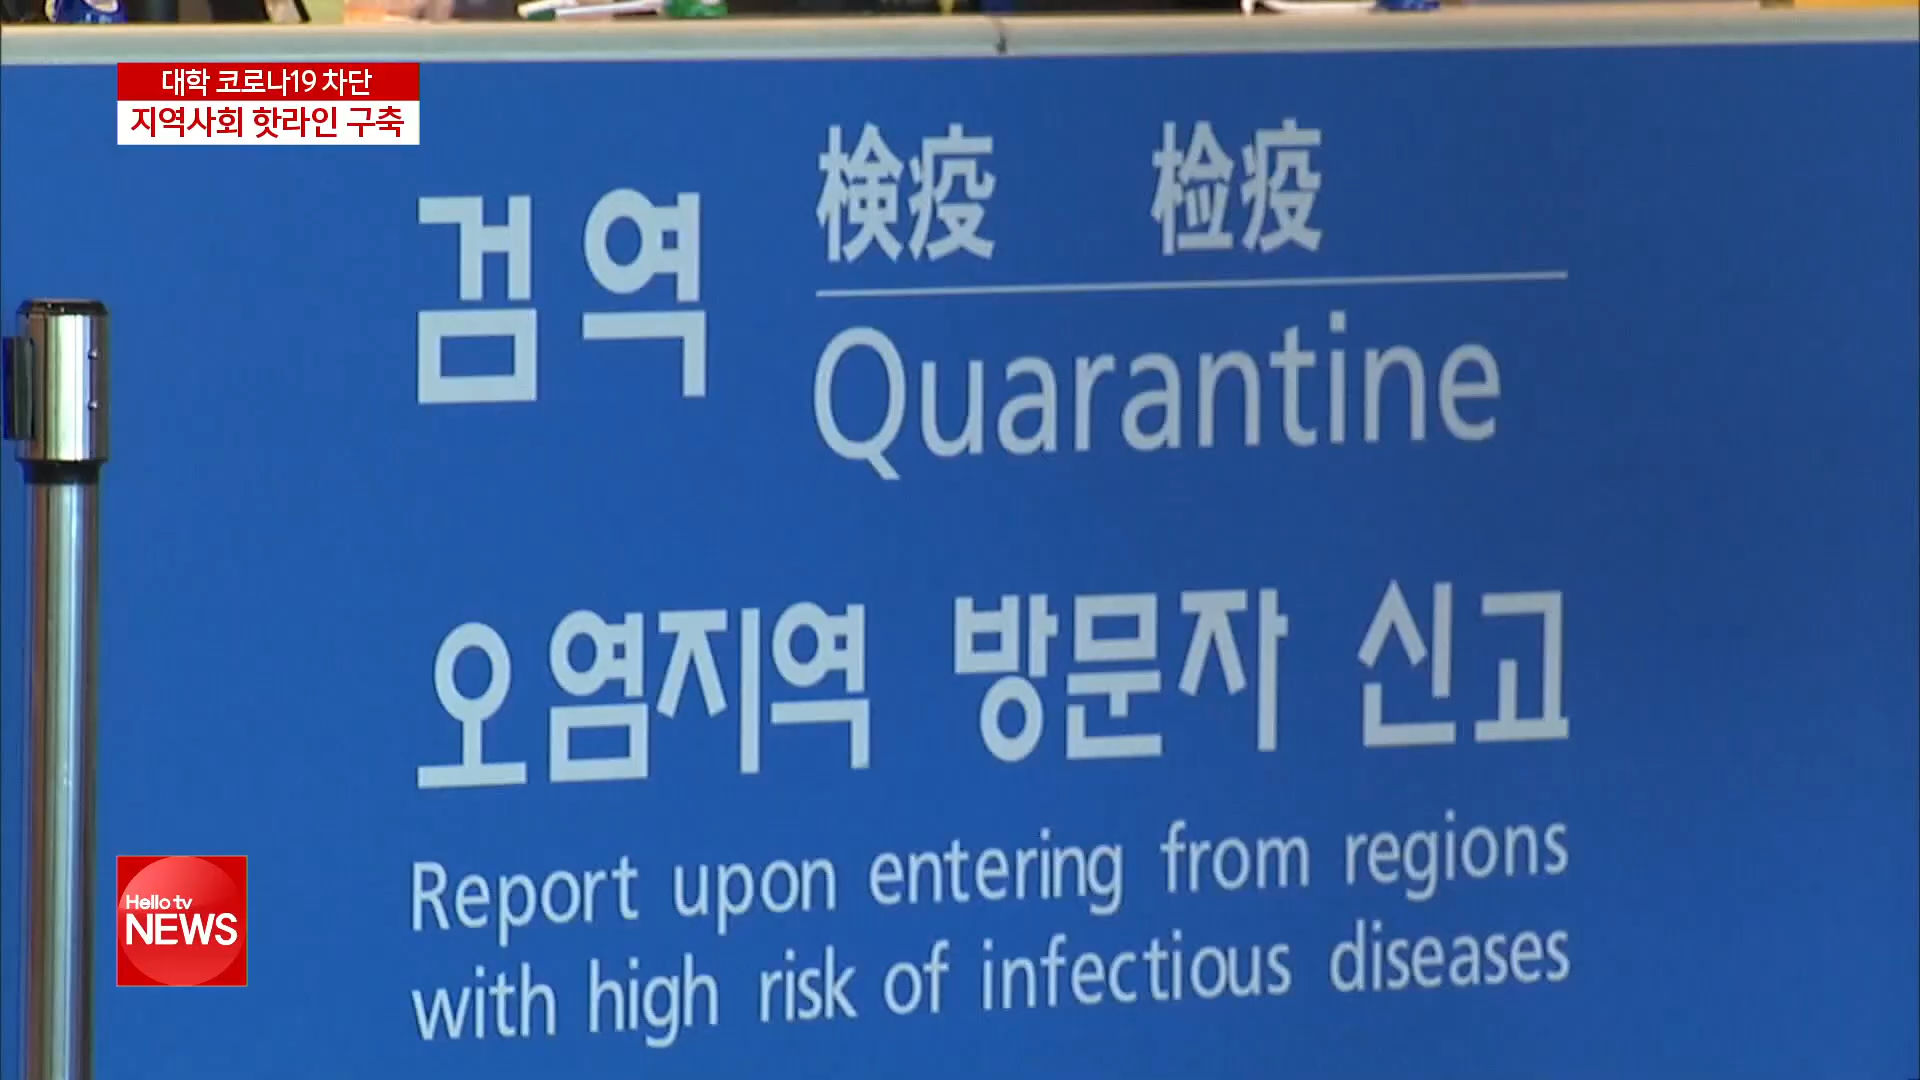 대학 코로나19 차단
지역사회 핫라인 구축
검역
検疫 检疫
Quarantine
오염지역 방문자 신고
Report upon entering from regions
with high risk of infectious diseases
Hello tv
NEWS